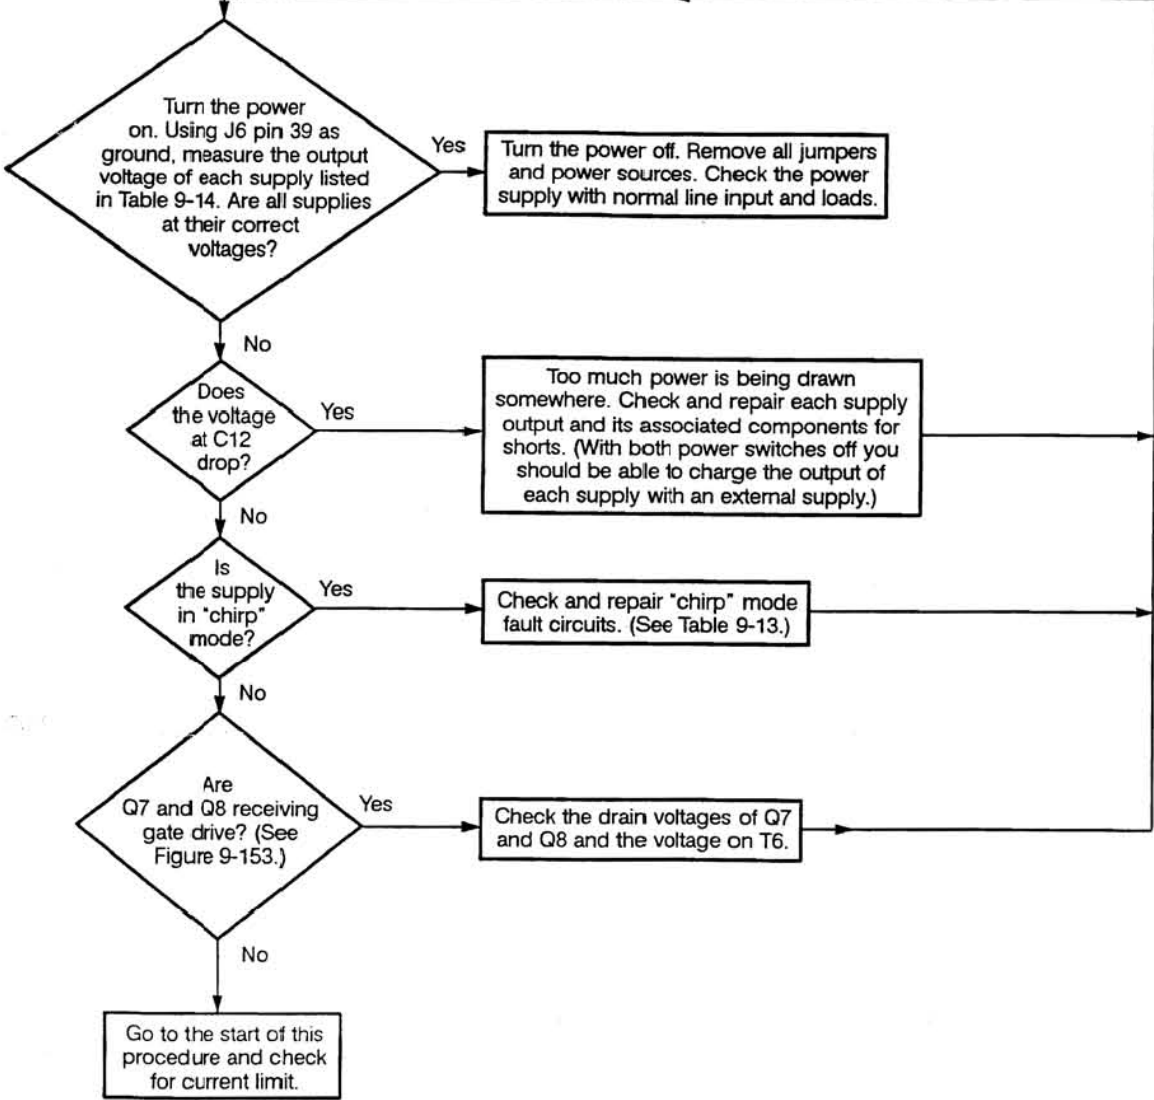 Turn the power
on. Using J6 pin 39 as
ground, measure the output
voltage of each supply listed
in Table 9-14. Are all supplies
at their correct
voltages?
Yes
Turn the power off. Remove all jumpers
and power sources. Check the power
supply with normal line input and loads.
No
Does
the voltage
at C12
drop?
Yes
Too much power is being drawn
somewhere. Check and repair each supply
output and its associated components for
shorts. (With both power switches off you
should be able to charge the output of
each supply with an external supply.)
No
Is
the supply
in "chirp"
mode?
Yes
Check and repair "chirp" mode
fault circuits. (See Table 9-13.)
No
Are
Q7 and Q8 receiving
gate drive? (See
Figure 9-153.)
Yes
Check the drain voltages of Q7
and Q8 and the voltage on T6.
No
Go to the start of this
procedure and check
for current limit.